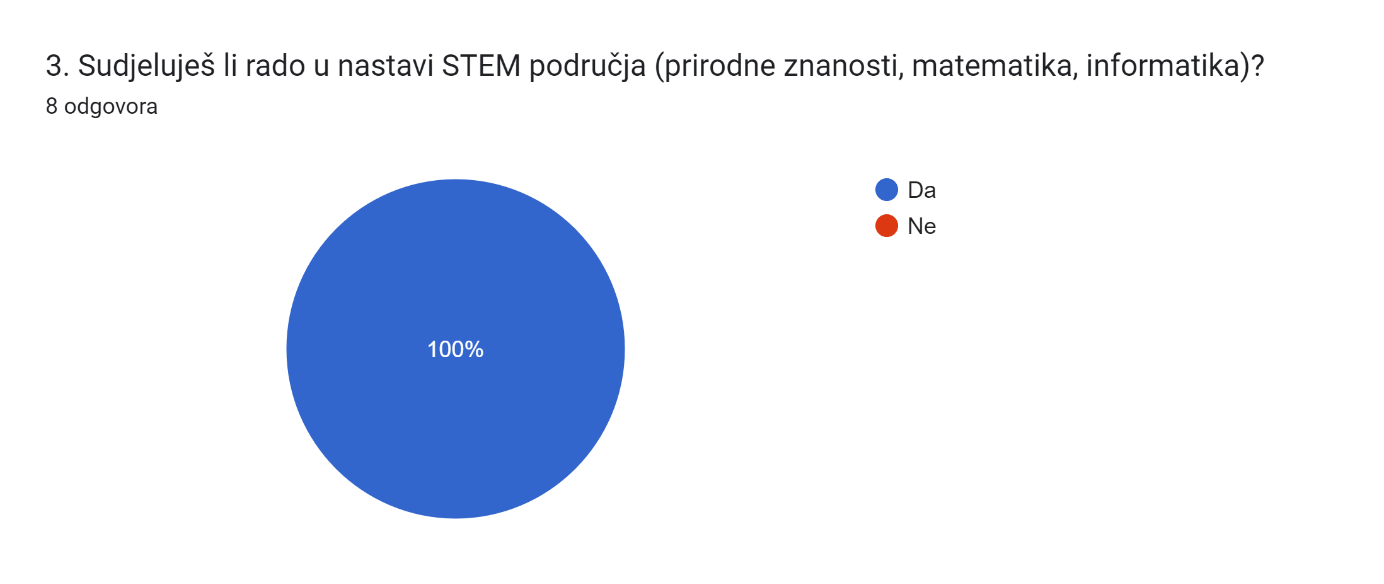 3. Sudjeluješ li rado u nastavi STEM područja (prirodne znanosti, matematika, informatika)?
8 odgovora
Da
Ne
100%